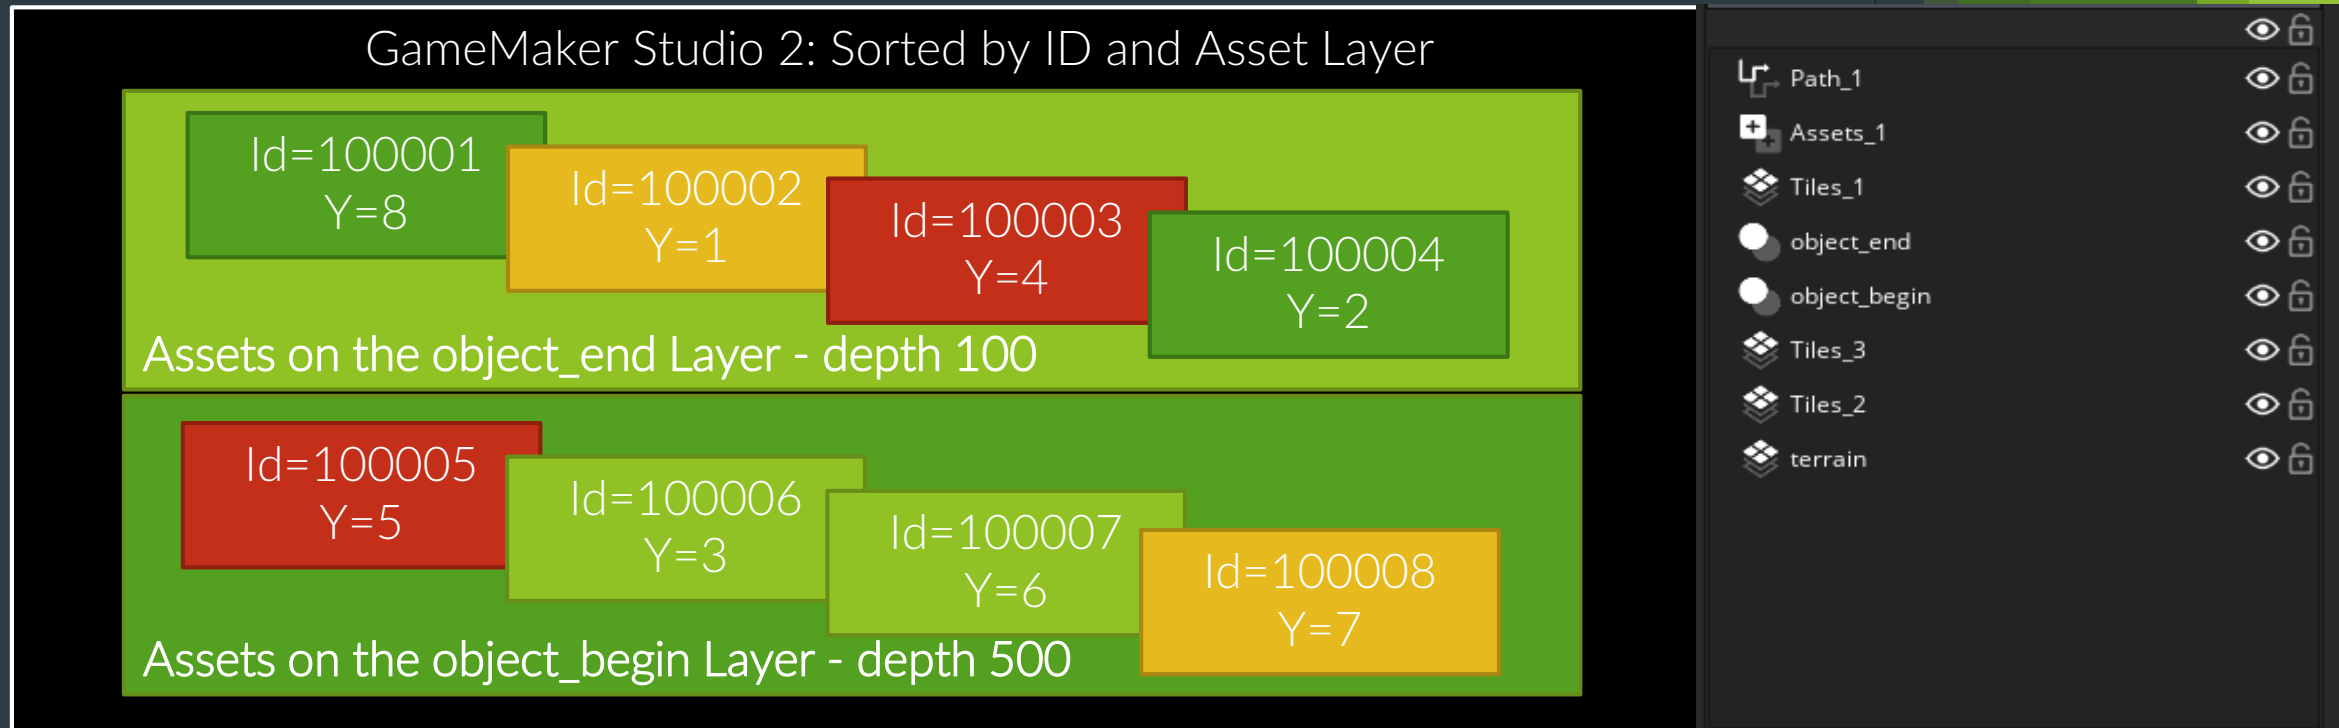 GameMaker Studio 2: Sorted by ID and Asset Layer
Id=100001
Y=8
Id=100002
Y=1
Id=100003
Y=4
Id=100004
Y=2
Assets on the object_end Layer - depth 100
Id=100005
Y=5
Id=100006
Y=3
Id=100007
Y=6
Id=100008
Y=7
Assets on the object_begin Layer - depth 500
Path_1
Assets_1
Tiles_1
object_end
object_begin
Tiles_3
Tiles_2
terrain